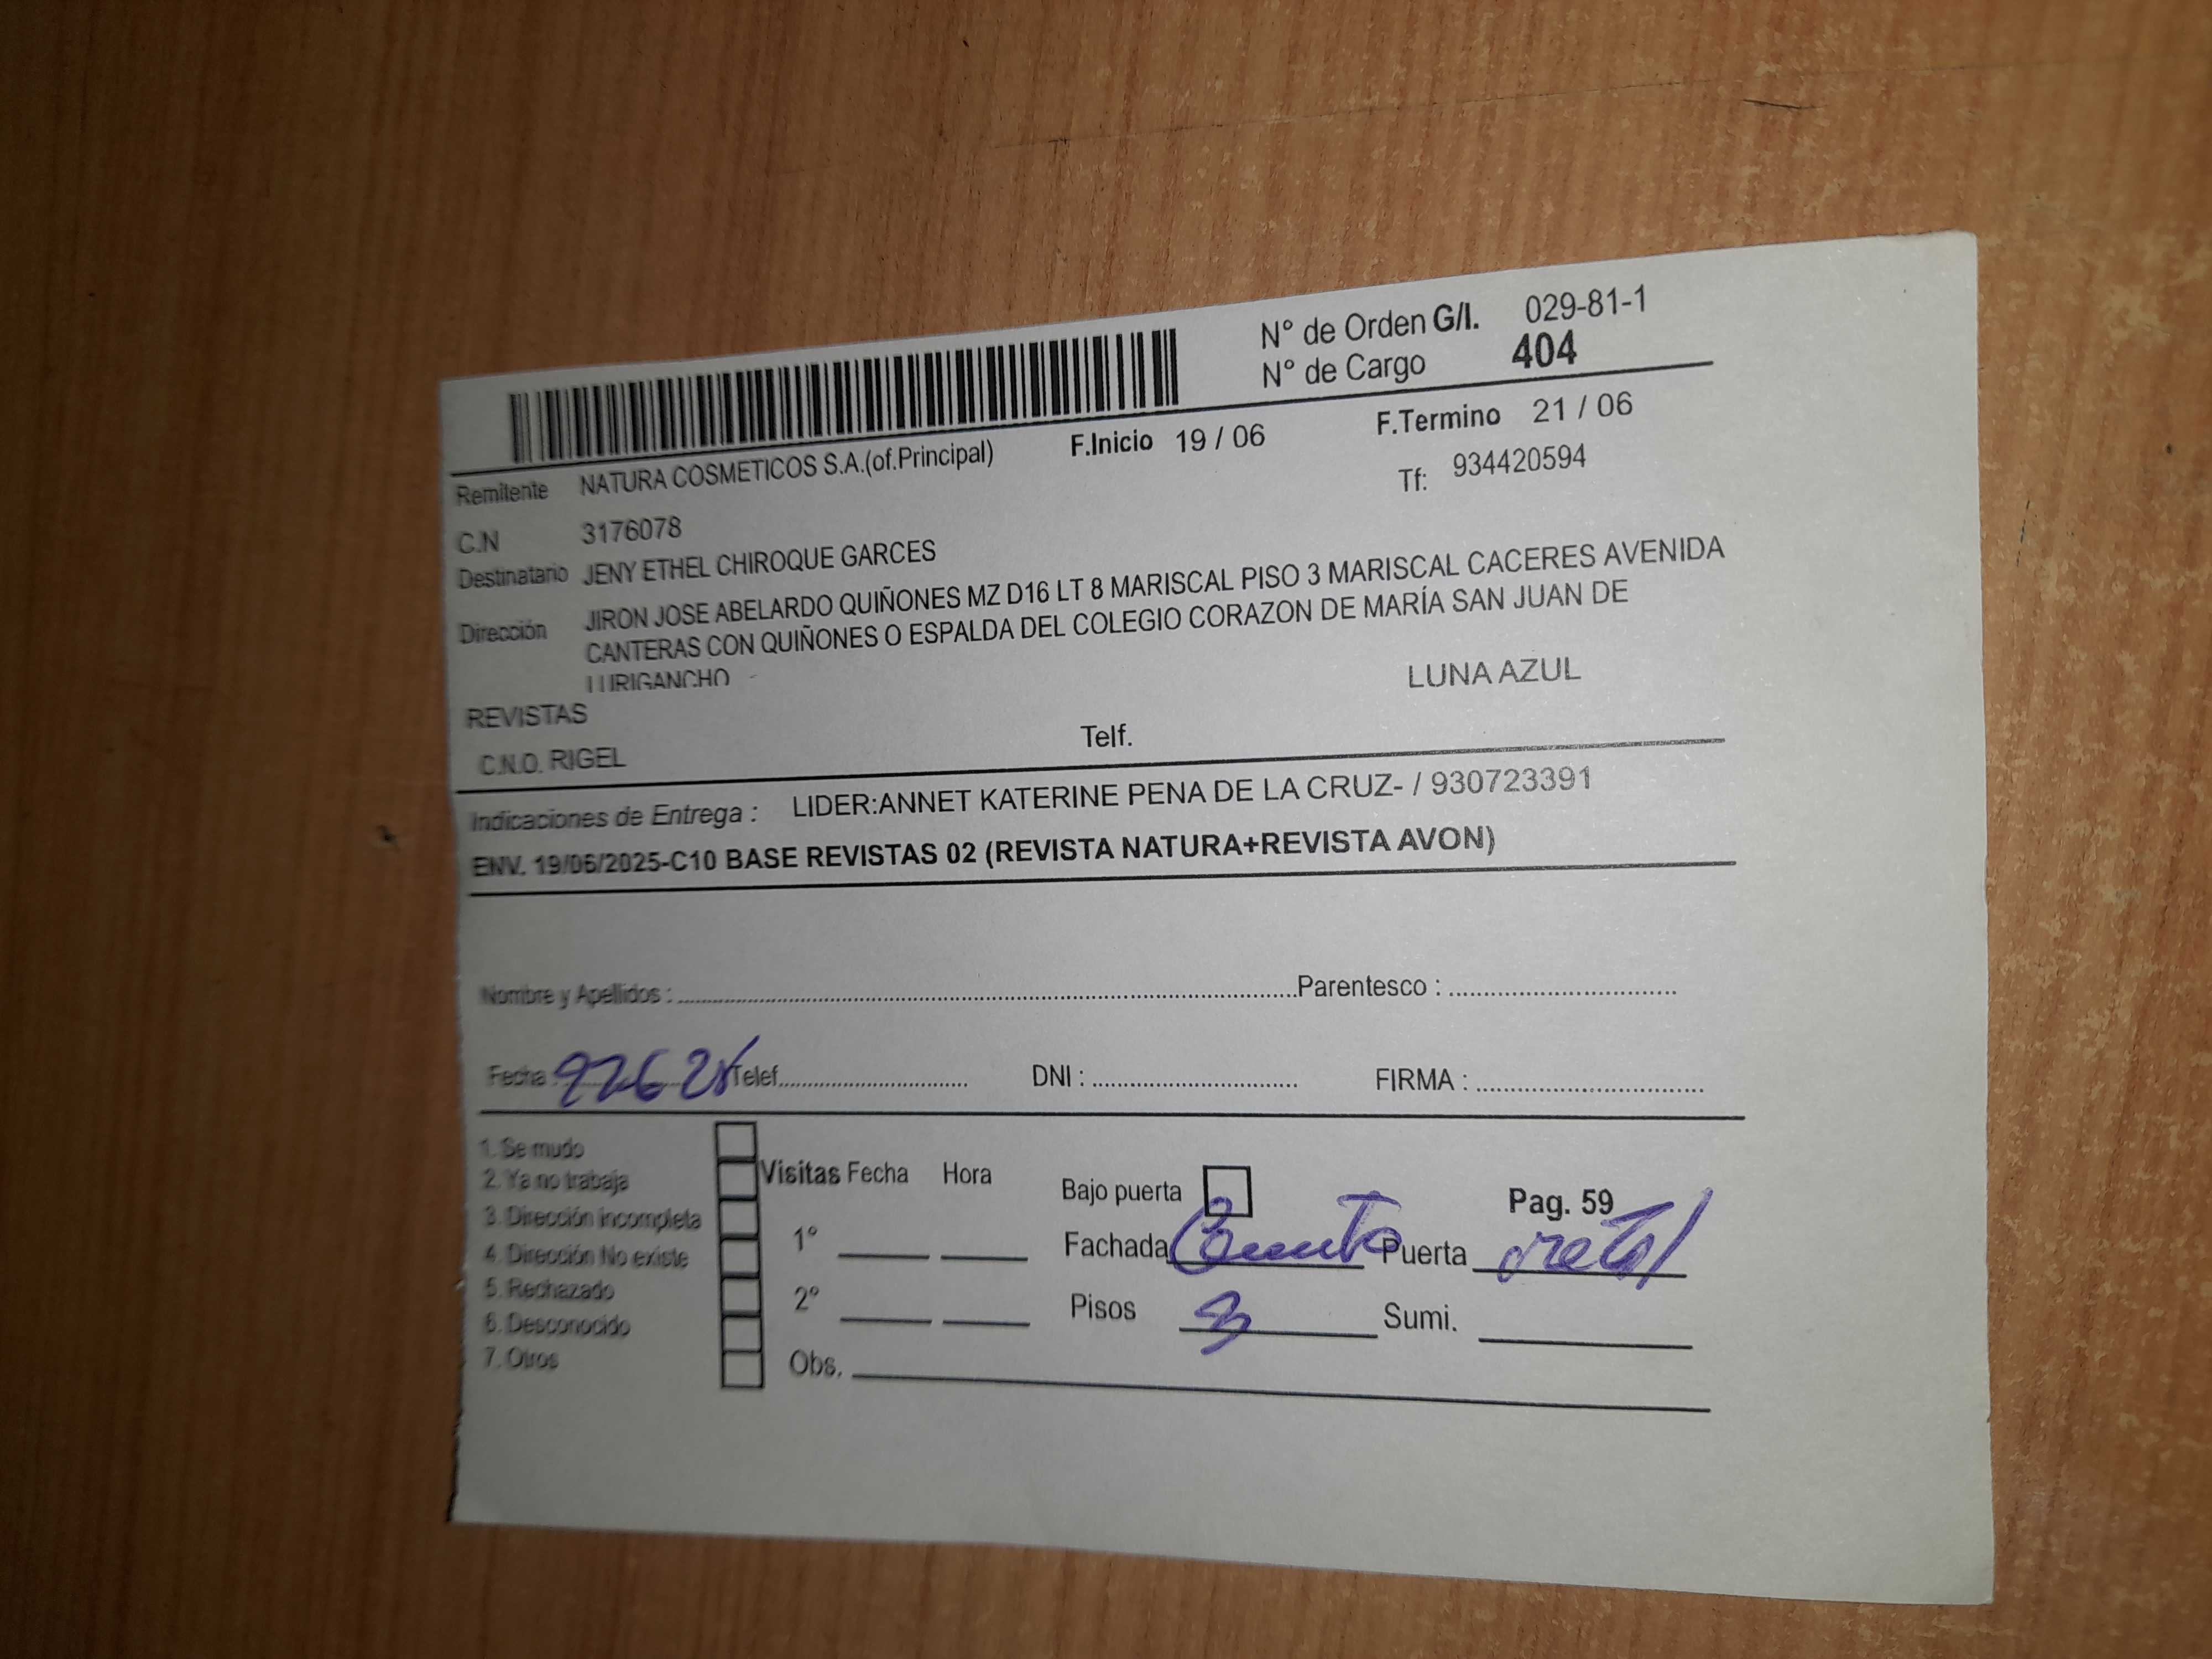 N° de Orden G/I. 029-81-1
N° de Cargo 404
F.Inicio 19 / 06 F.Termino 21 / 06
Remitente NATURA COSMETICOS S.A.(of.Principal) Tf: 934420594
C.N 3176078
Destinatario JENY ETHEL CHIROQUE GARCES
Dirección JIRON JOSE ABELARDO QUIÑONES MZ D16 LT 8 MARISCAL PISO 3 MARISCAL CACERES AVENIDA
CANTERAS CON QUIÑONES O ESPALDA DEL COLEGIO CORAZON DE MARÍA SAN JUAN DE
LURIGANCHO
LUNA AZUL
REVISTAS
C.N.O. RIGEL Telf.
Indicaciones de Entrega : LIDER:ANNET KATERINE PENA DE LA CRUZ- / 930723391
ENV. 19/06/2025-C10 BASE REVISTAS 02 (REVISTA NATURA+REVISTA AVON)
Nombre y Apellidos : Parentesco :
Fecha : Telef. DNI : FIRMA :
1. Se mudo
2. Ya no trabaja
3. Dirección incompleta
4. Dirección No existe
5. Rechazado
6. Desconocido
7. Otros
Visitas Fecha Hora
1°
2°
Obs.
Bajo puerta Pag. 59
Fachada Puerta
Pisos 3 Sumi.